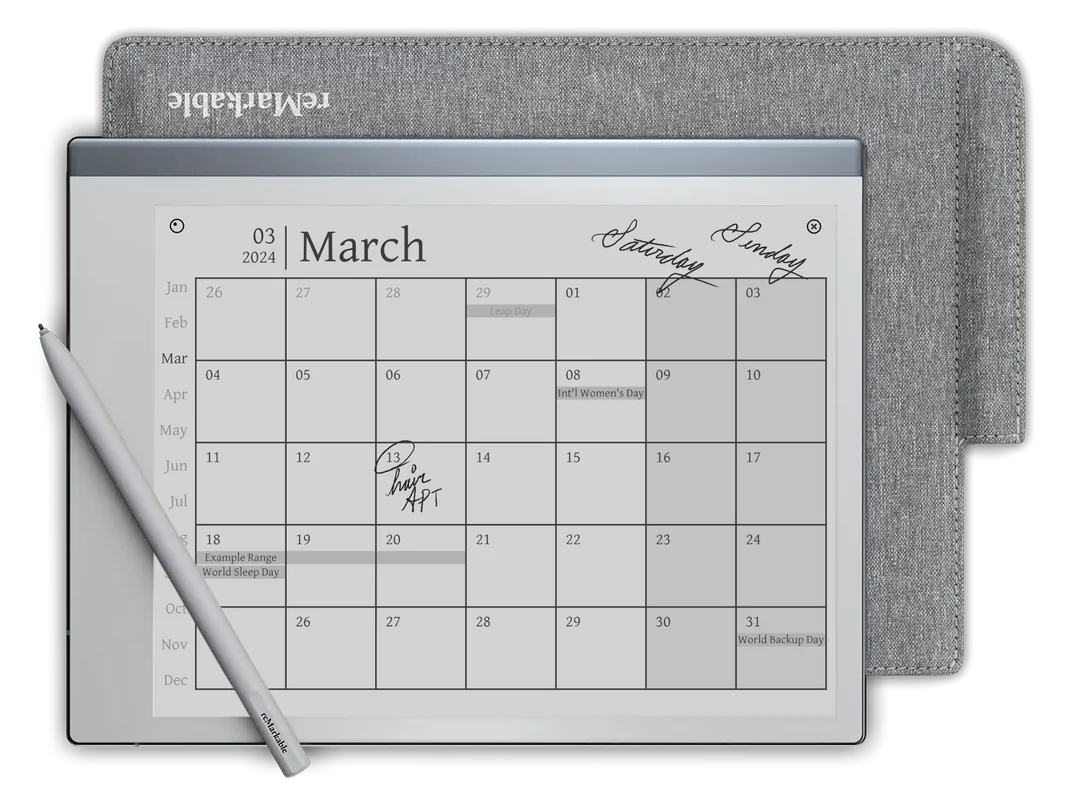 reMarkable
03
2024
March
Saturday Sunday
Jan
Feb
Mar
Apr
May
Jun
Jul
Oct
Nov
Dec
26 27 28 29 01 02 03
Leap Day
04 05 06 07 08 09 10
Int'l Women's Day
11 12 13 14 15 16 17
hair
APT
18 19 20 21 22 23 24
Example Range
World Sleep Day
26 27 28 29 30 31
World Backup Day
reMarkable